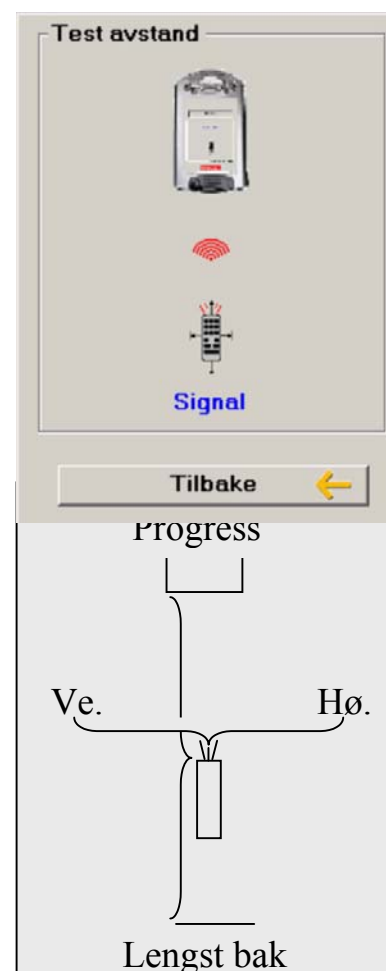 Test avstand
Signal
Tilbake
Progress
Ve. Hø.
Lengst bak